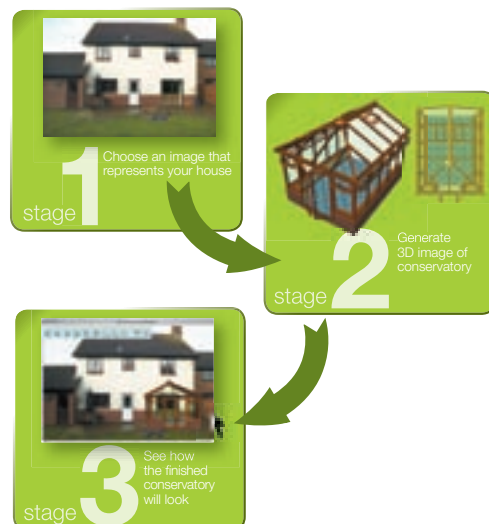 Choose an image that
represents your house
stage 1
Generate
3D image of
conservatory
stage 2
See how
the finished
conservatory
will look
stage 3